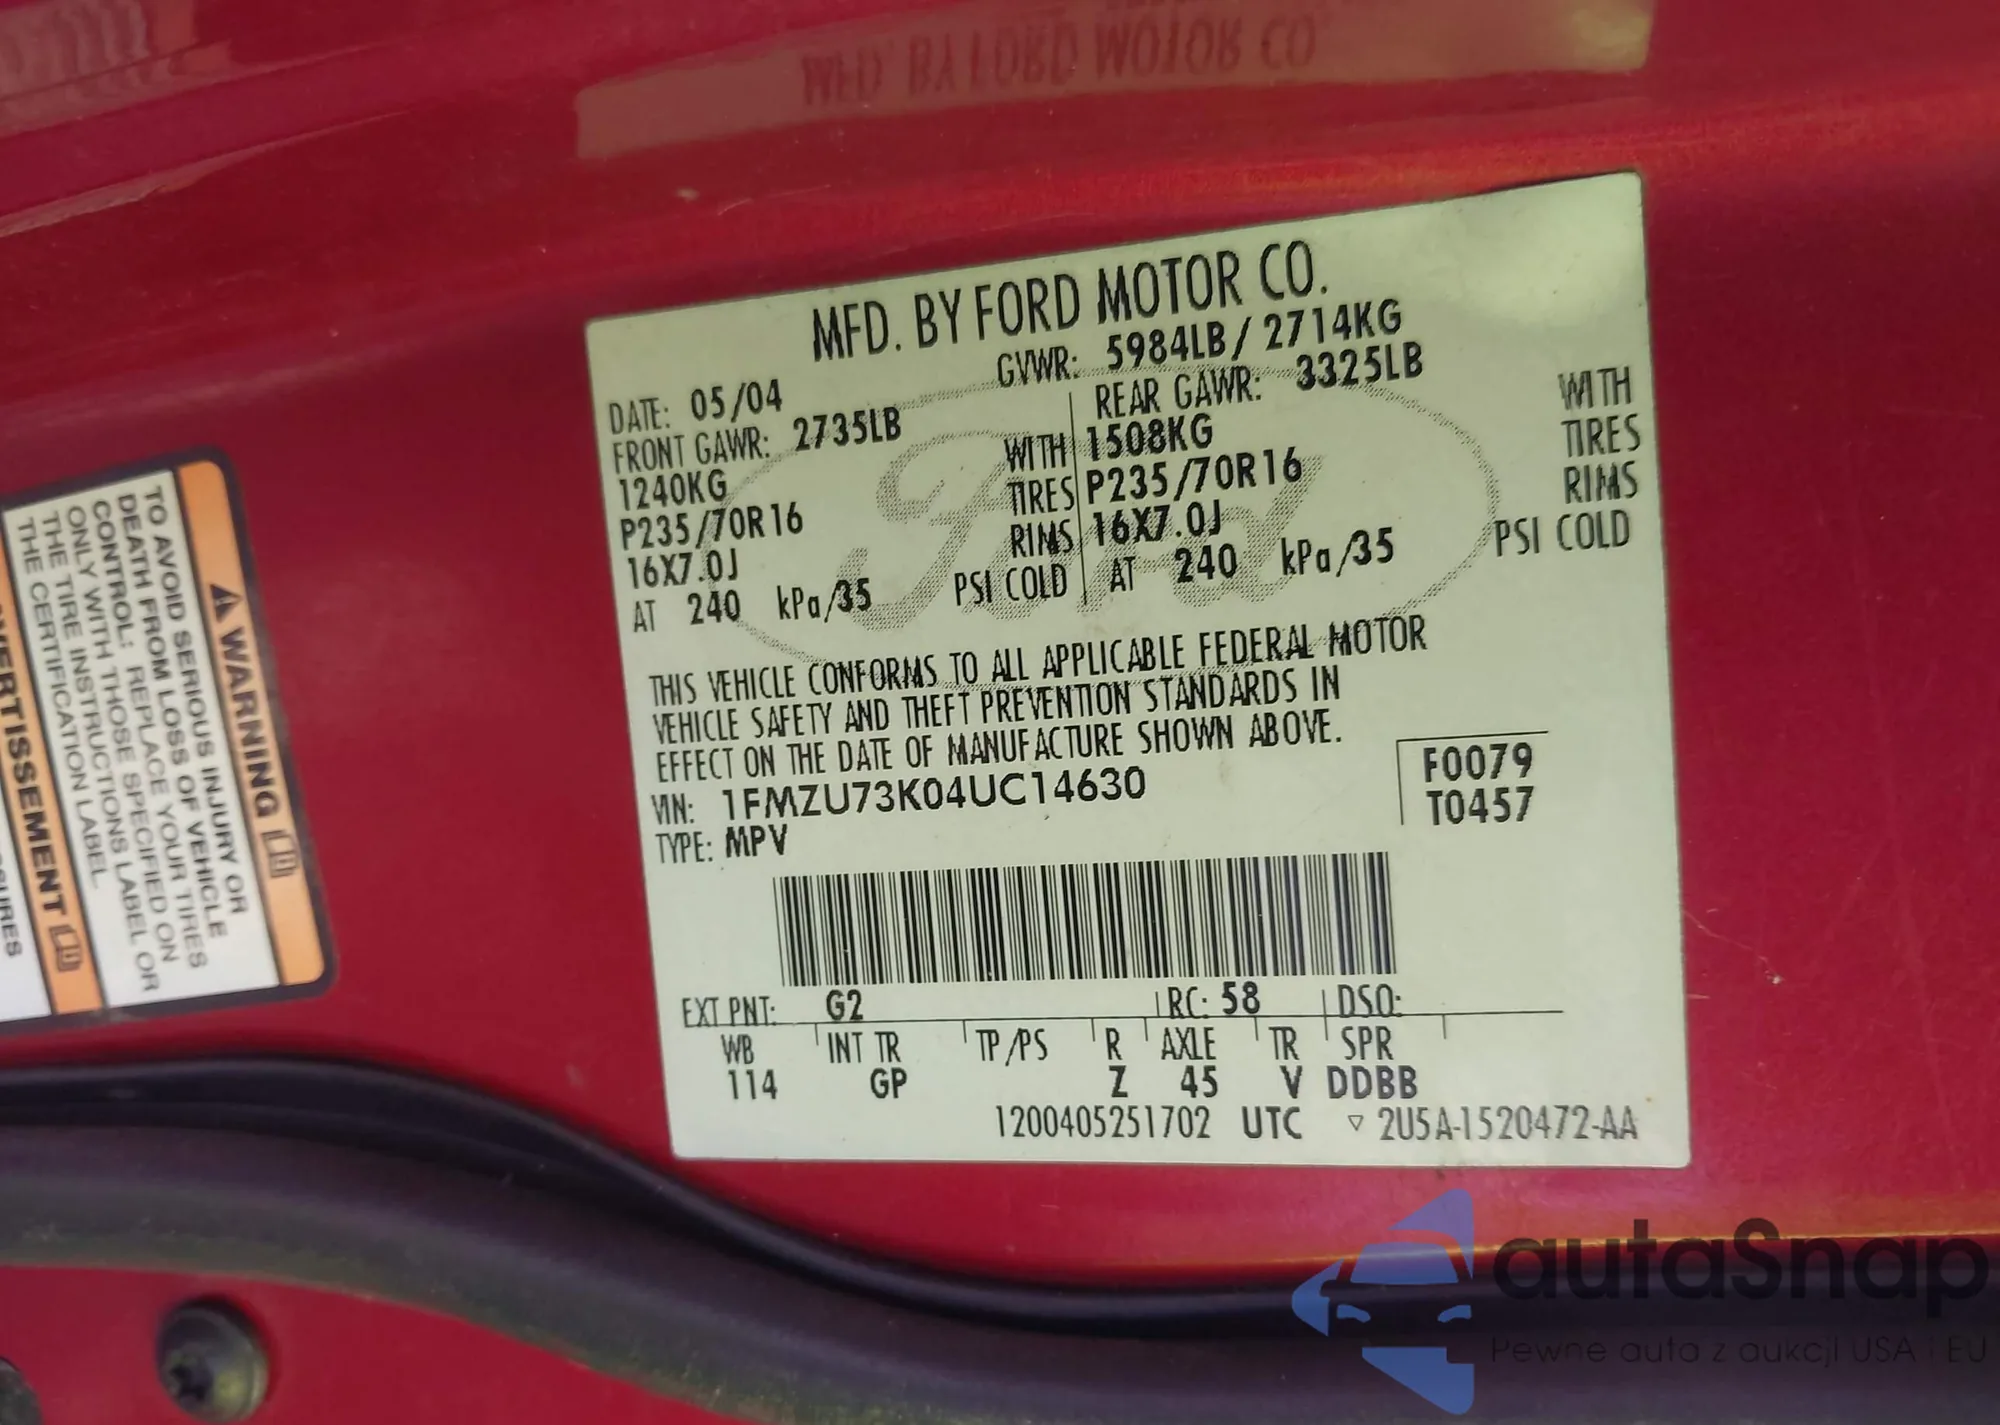 MFD. BY FORD MOTOR CO.
MFD. BY FORD MOTOR CO.
DATE: 05/04 GVWR: 5984LB / 2714KG
FRONT GAWR: 2735LB REAR GAWR: 3325LB
1240KG WITH 1508KG WITH
P235/70R16 TIRES P235/70R16 TIRES
16X7.0J RIMS 16X7.0J RIMS
AT 240 kPa/35 PSI COLD AT 240 kPa/35 PSI COLD
Ford
THIS VEHICLE CONFORMS TO ALL APPLICABLE FEDERAL MOTOR
VEHICLE SAFETY AND THEFT PREVENTION STANDARDS IN
EFFECT ON THE DATE OF MANUFACTURE SHOWN ABOVE.
VIN: 1FMZU73K04UC14630
TYPE: MPV
F0079
T0457
EXT PNT: G2 RC: 58 DSO:
WB INT TR TP/PS R AXLE TR SPR
114 GP Z 45 V DDBB
1200405251702 UTC ▽ 2U5A-1520472-AA
WARNING
TO AVOID SERIOUS INJURY OR
DEATH FROM LOSS OF VEHICLE
CONTROL: REPLACE YOUR TIRES
ONLY WITH THOSE SPECIFIED ON
THE TIRE INSTRUCTIONS LABEL OR
THE CERTIFICATION LABEL.
autaSnap
Pewne auta z aukcji USA i EU